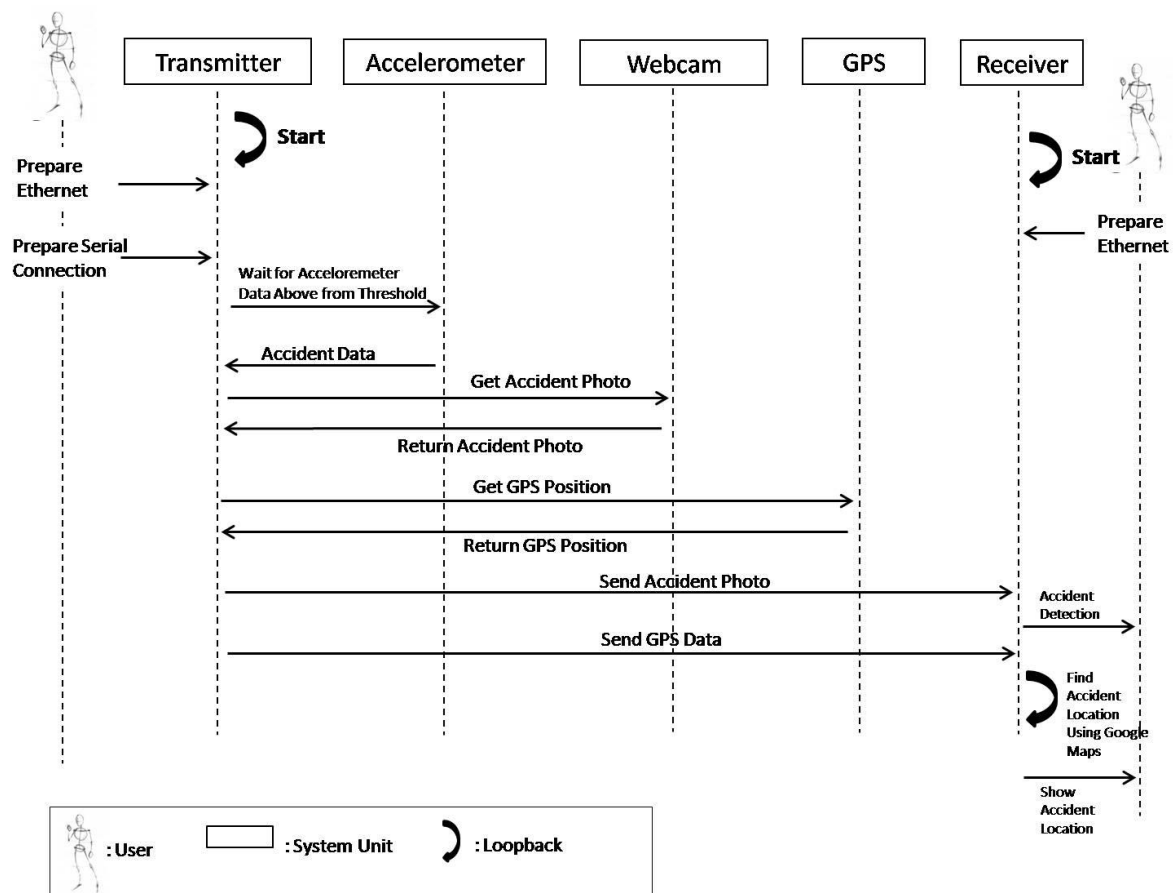 Transmitter
Accelerometer
Webcam
GPS
Receiver
Start
Start
Prepare
Ethernet
Prepare
Ethernet
Prepare Serial
Connection
Wait for Acceloremeter
Data Above from Threshold
Accident Data
Get Accident Photo
Return Accident Photo
Get GPS Position
Return GPS Position
Send Accident Photo
Accident
Detection
Send GPS Data
Find
Accident
Location
Using Google
Maps
Show
Accident
Location
: User
: System Unit
: Loopback